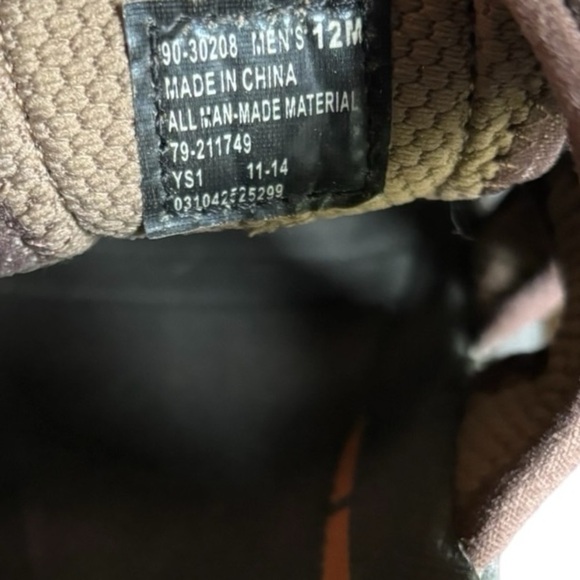 90-30208 MEN'S 12M
MADE IN CHINA
ALL MAN-MADE MATERIAL
79-211749
YS1 11-14
031042525299